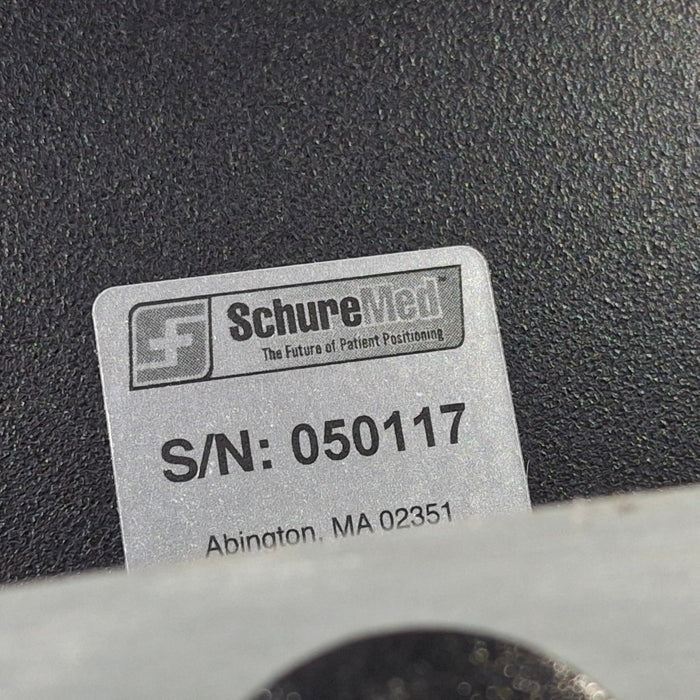 SchureMed™
The Future of Patient Positioning
S/N: 050117
Abington, MA 02351